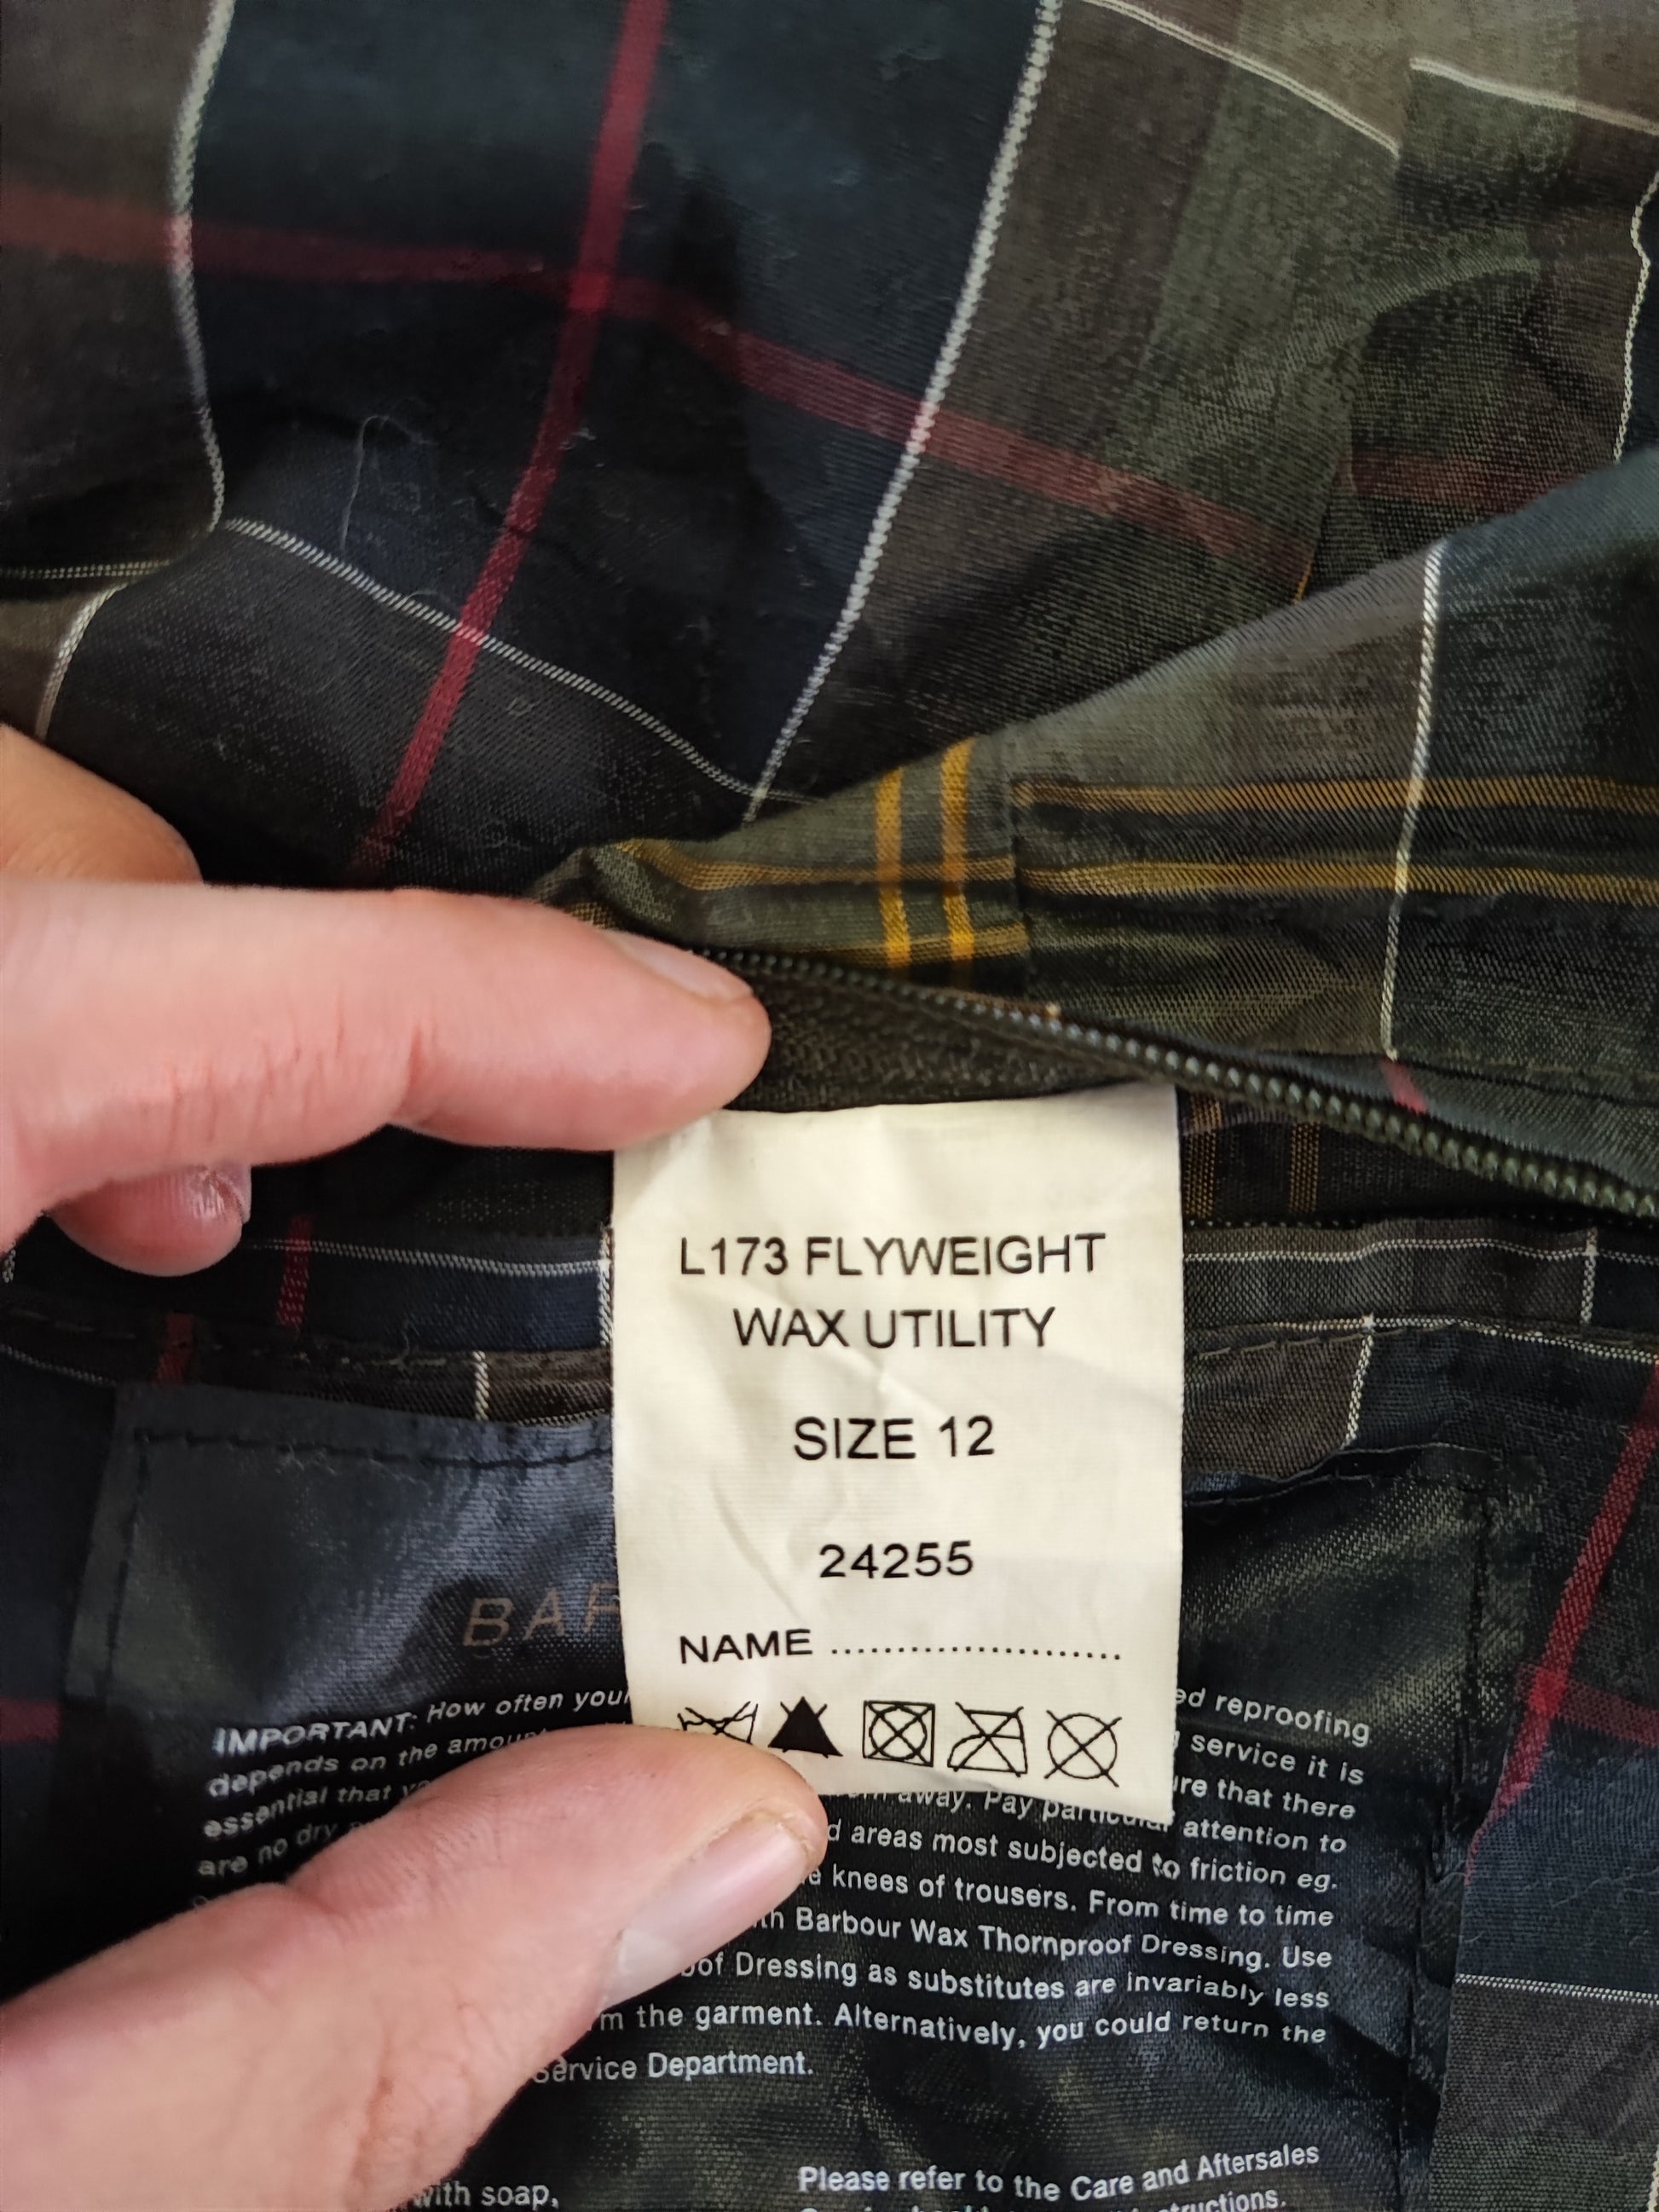 L173 FLYWEIGHT
WAX UTILITY
SIZE 12
24255
NAME ......................
BAR
IMPORTANT: How often your
depends on the amount
essential that
are no dry
ed reproofing
service it is
ure that there
away. Pay particular attention to
areas most subjected to friction eg.
knees of trousers. From time to time
Barbour Wax Thornproof Dressing. Use
Dressing as substitutes are invariably less
the garment. Alternatively, you could return the
Service Department.
with soap,
Please refer to the Care and Aftersales